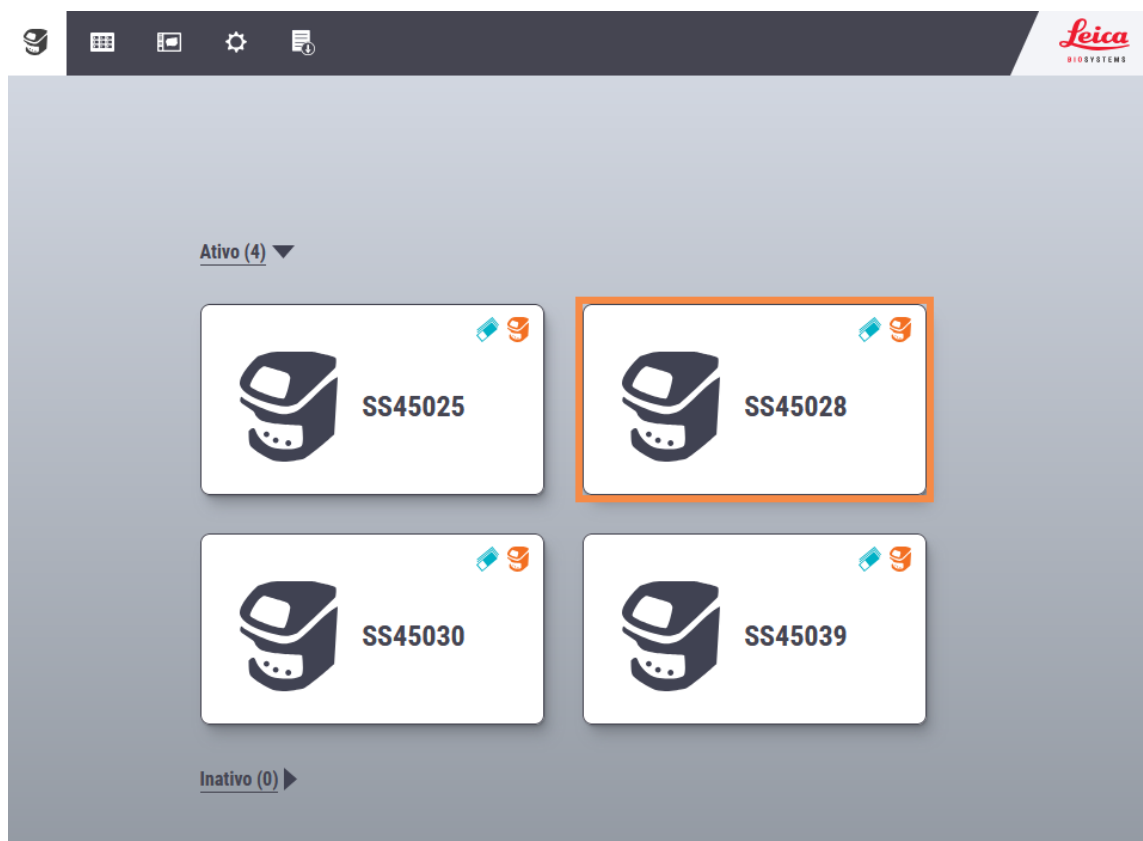 Leica
BIOSYSTEMS
Ativo (4)
SS45025
SS45028
SS45030
SS45039
Inativo (0)